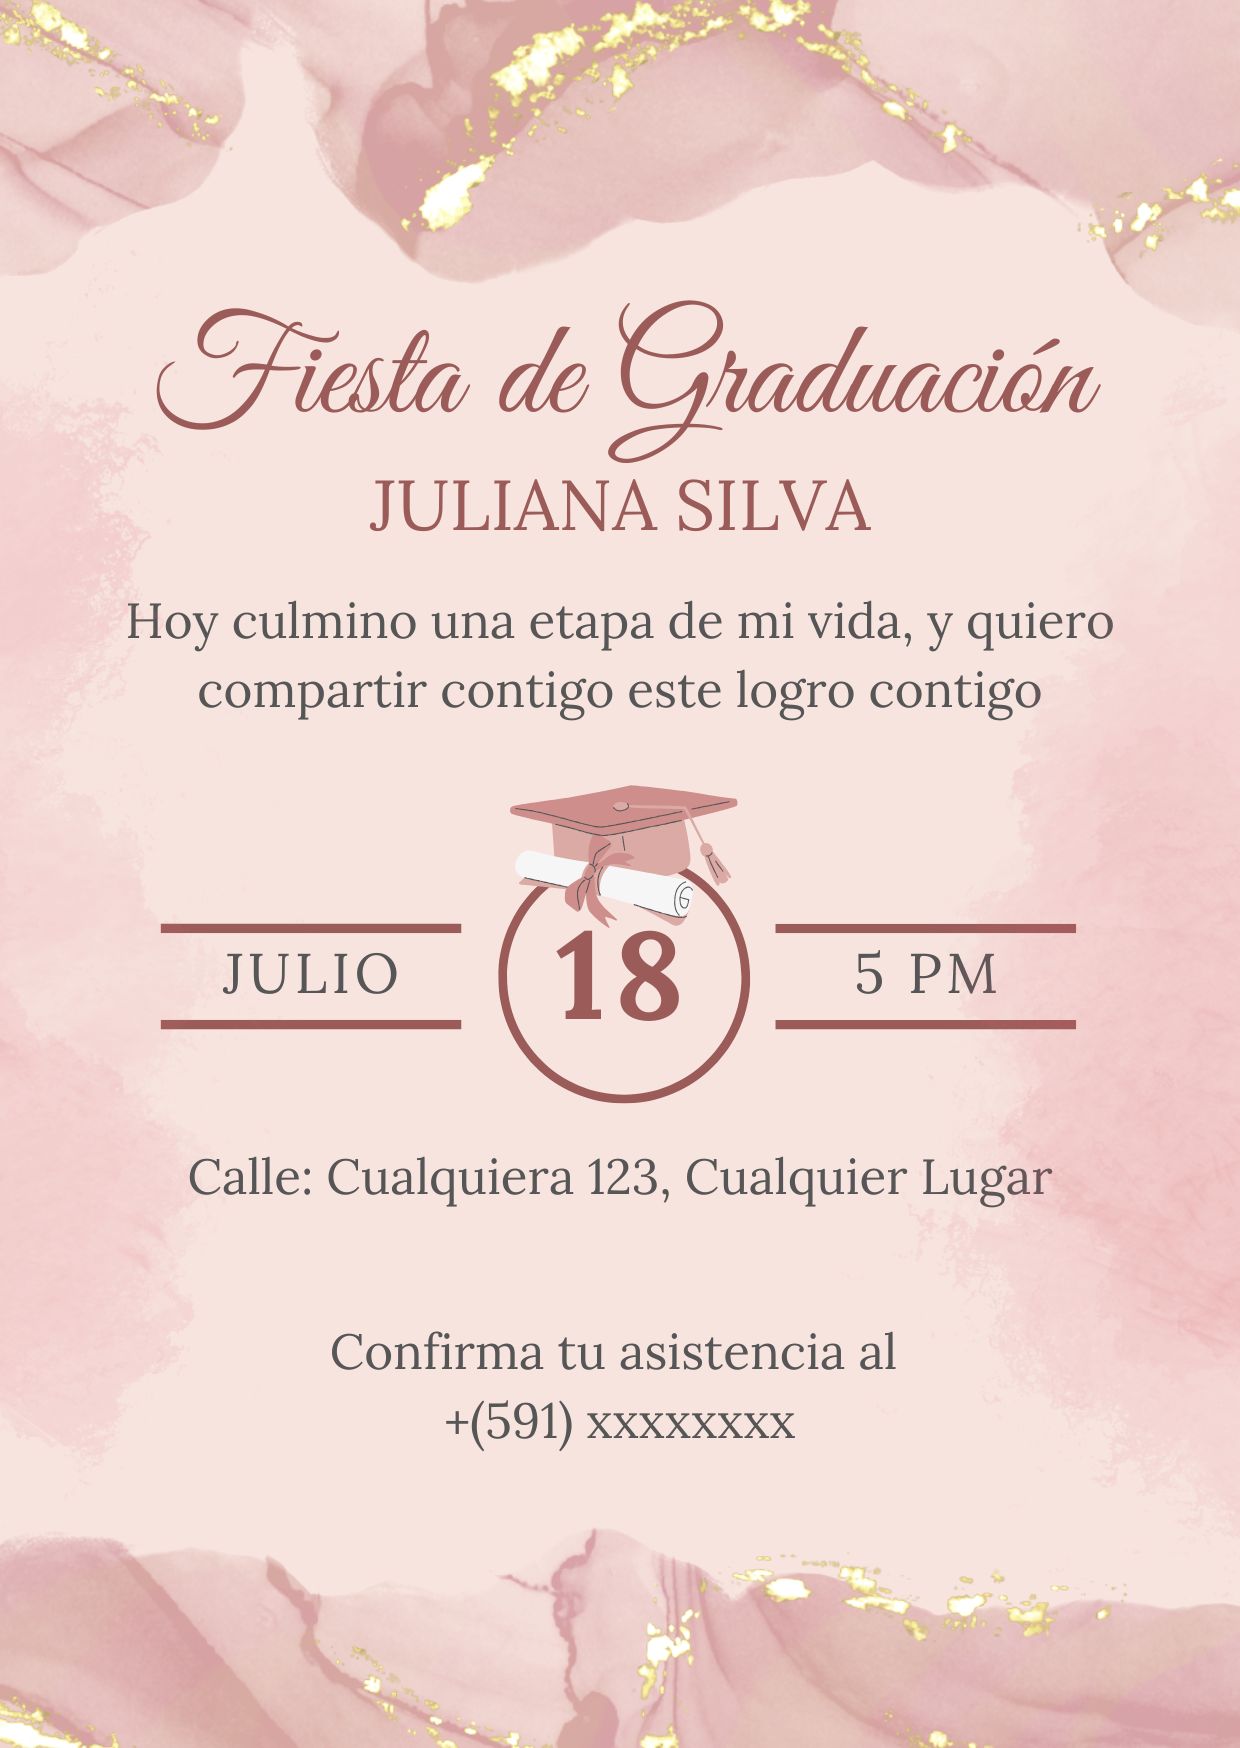 Fiesta de Graduación
JULIANA SILVA
Hoy culmino una etapa de mi vida, y quiero
compartir contigo este logro contigo
JULIO
18
5 PM
Calle: Cualquiera 123, Cualquier Lugar
Confirma tu asistencia al
+(591) xxxxxxxx